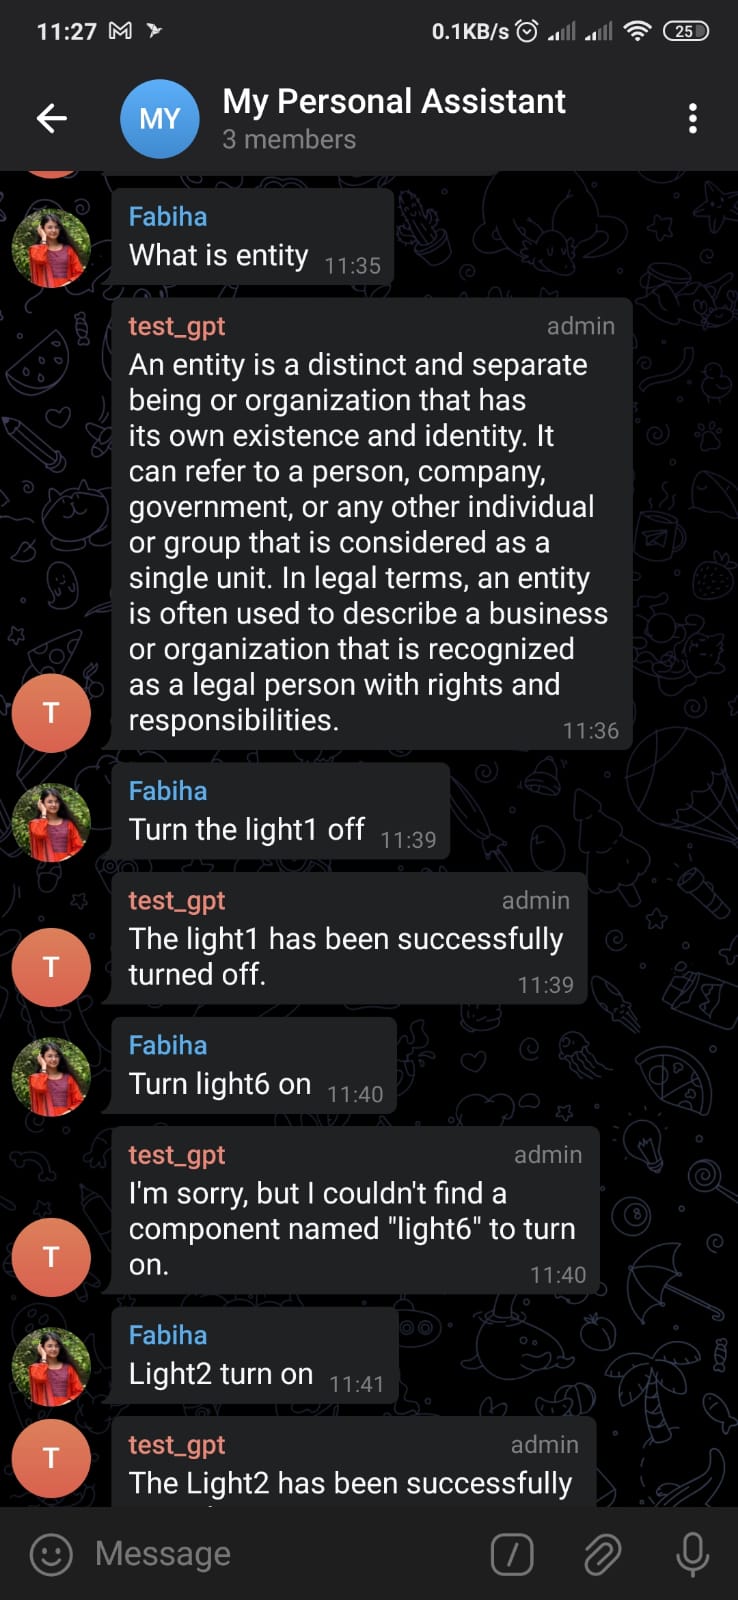 11:27
0.1KB/s
25
MY
My Personal Assistant
3 members
Fabiha
What is entity 11:35
test_gpt admin
An entity is a distinct and separate
being or organization that has
its own existence and identity. It
can refer to a person, company,
government, or any other individual
or group that is considered as a
single unit. In legal terms, an entity
is often used to describe a business
or organization that is recognized
as a legal person with rights and
responsibilities. 11:36
T
Fabiha
Turn the light1 off 11:39
test_gpt admin
The light1 has been successfully
turned off. 11:39
T
Fabiha
Turn light6 on 11:40
test_gpt admin
I'm sorry, but I couldn't find a
component named "light6" to turn
on. 11:40
T
Fabiha
Light2 turn on 11:41
test_gpt admin
The Light2 has been successfully
T
Message